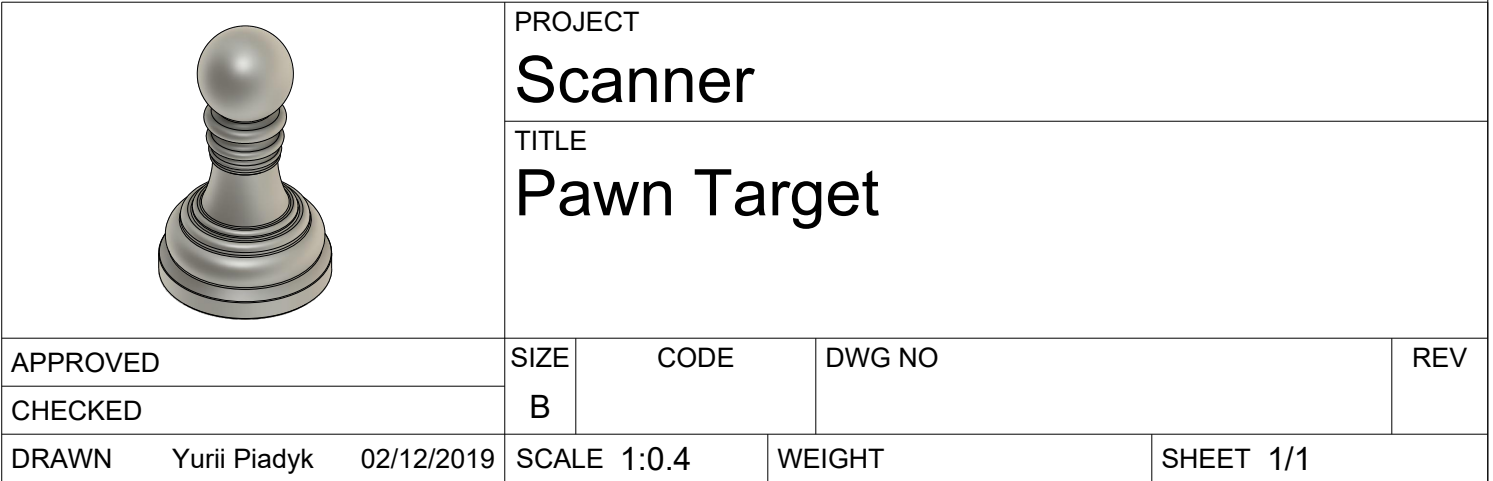 PROJECT
Scanner
TITLE
Pawn Target
APPROVED
SIZE CODE DWG NO REV
CHECKED
B
DRAWN Yurii Piadyk 02/12/2019 SCALE 1:0.4 WEIGHT SHEET 1/1